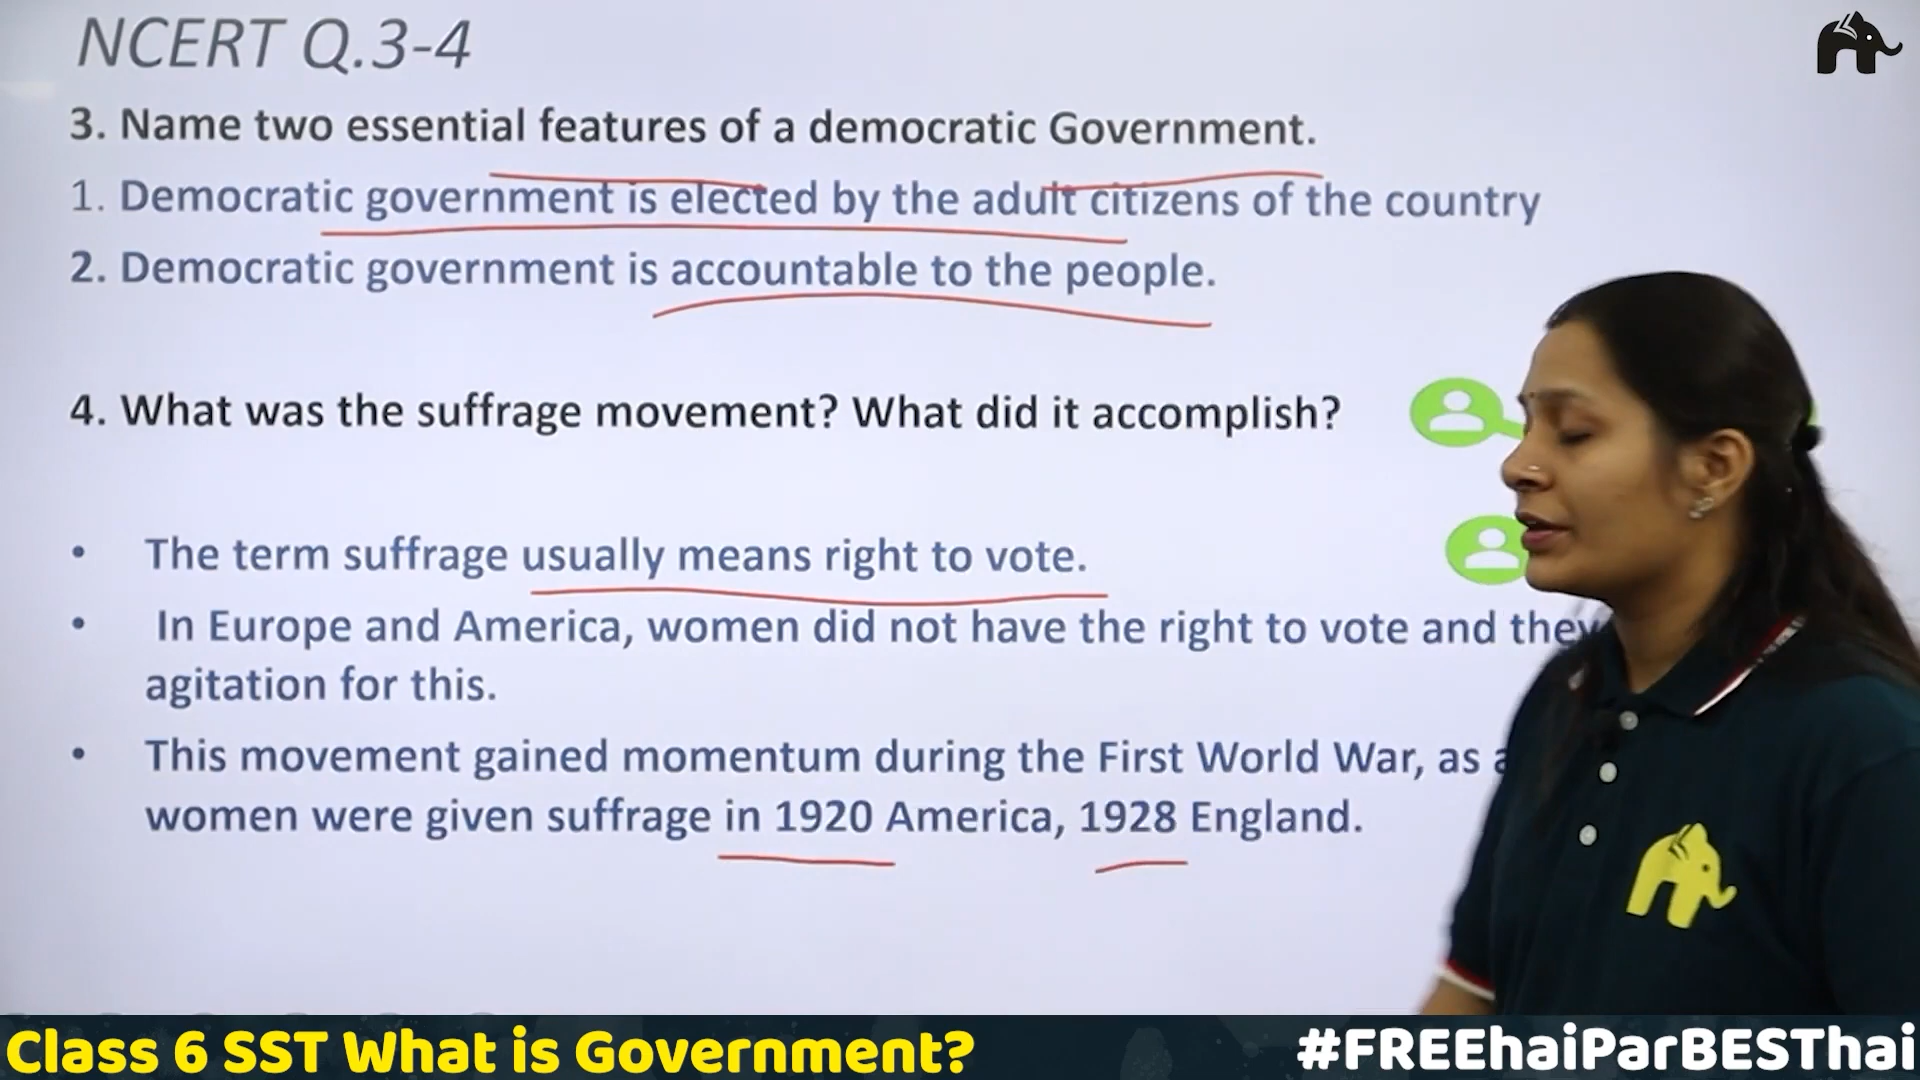 NCERT Q.3-4
3. Name two essential features of a democratic Government.
1. Democratic government is elected by the adult citizens of the country
2. Democratic government is accountable to the people.
4. What was the suffrage movement? What did it accomplish?
• The term suffrage usually means right to vote.
• In Europe and America, women did not have the right to vote and they
agitation for this.
• This movement gained momentum during the First World War, as a
women were given suffrage in 1920 America, 1928 England.
Class 6 SST What is Government?
#FREEhaiParBESThai